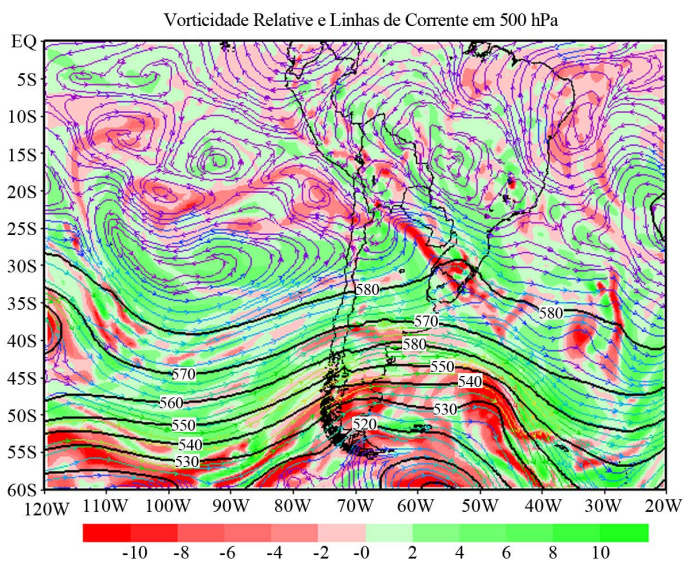 Vorticidade Relative e Linhas de Corrente em 500 hPa
EQ
5S
10S
15S
20S
25S
30S
580
35S
580
570
40S
580
550
570
45S
540
560
530
50S
550
520
540
55S
530
60S
120W 110W 100W 90W 80W 70W 60W 50W 40W 30W 20W
-10 -8 -6 -4 -2 -0 2 4 6 8 10